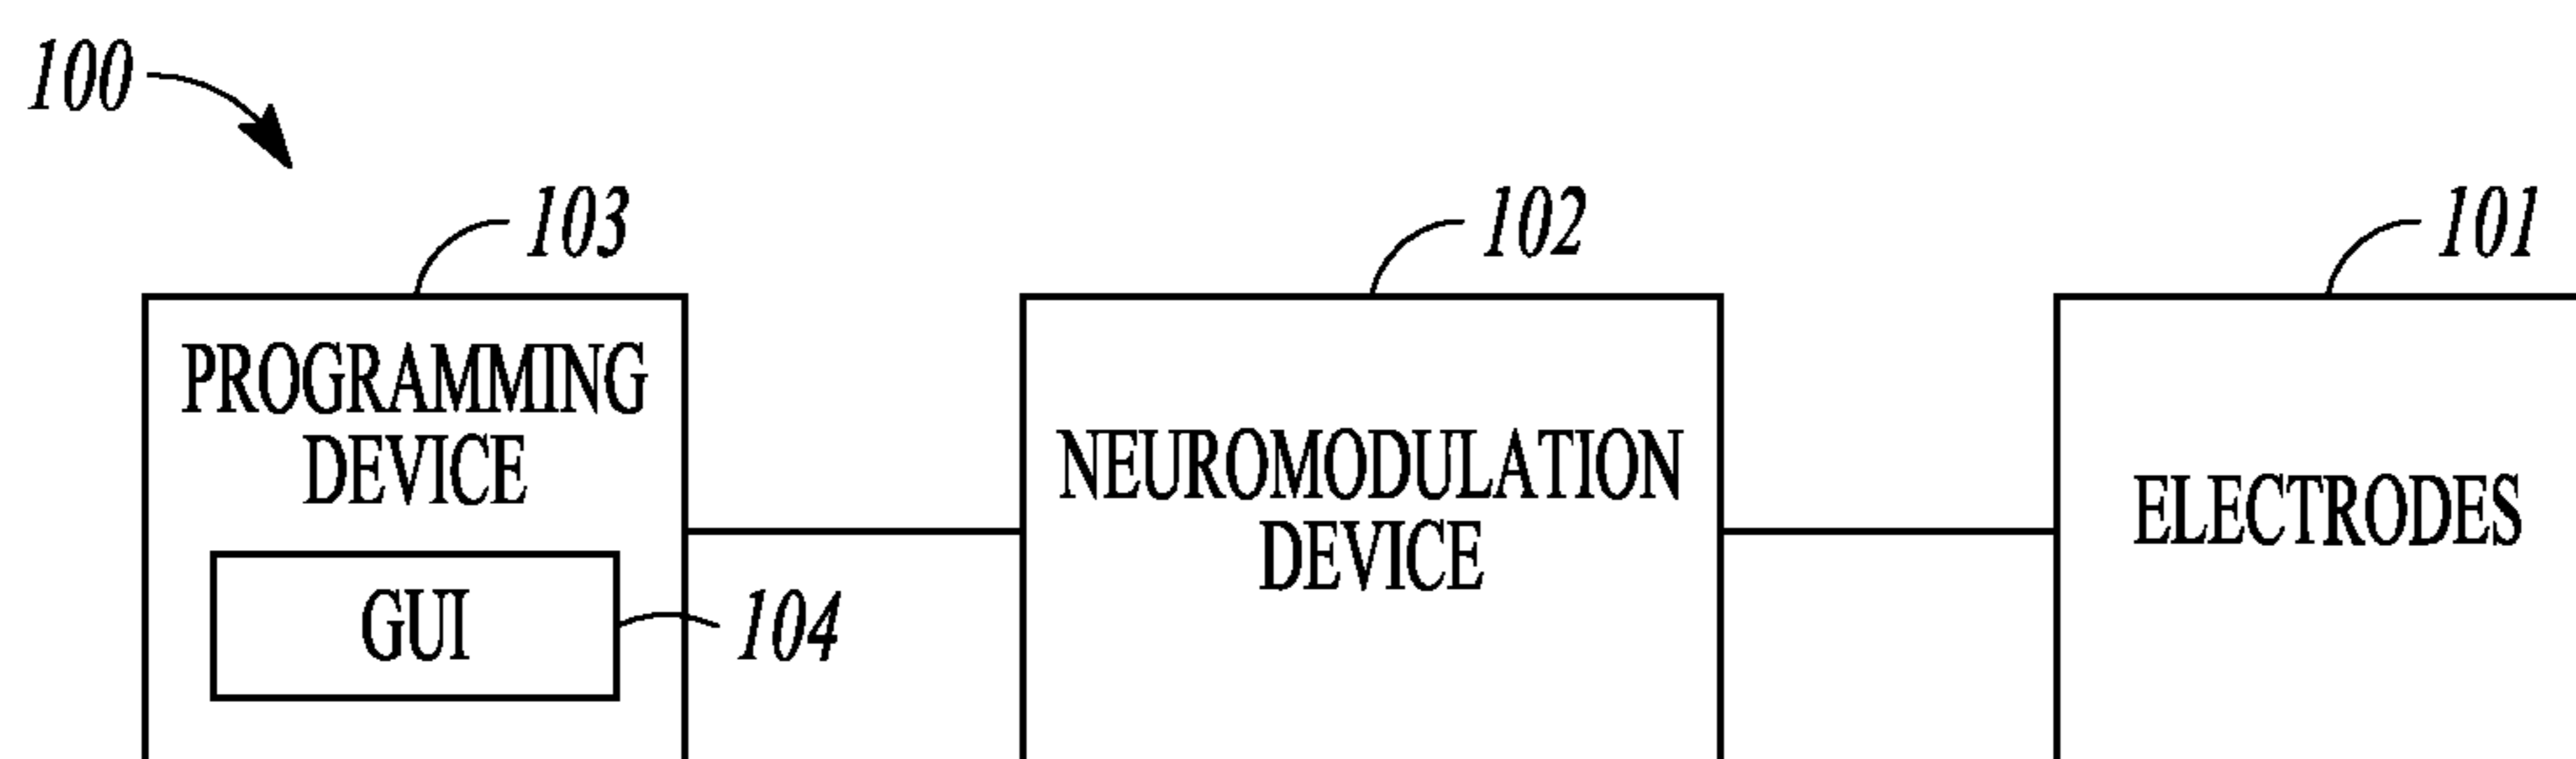 100
103
102
101
PROGRAMMING
DEVICE
NEUROMODULATION
DEVICE
ELECTRODES
GUI
104